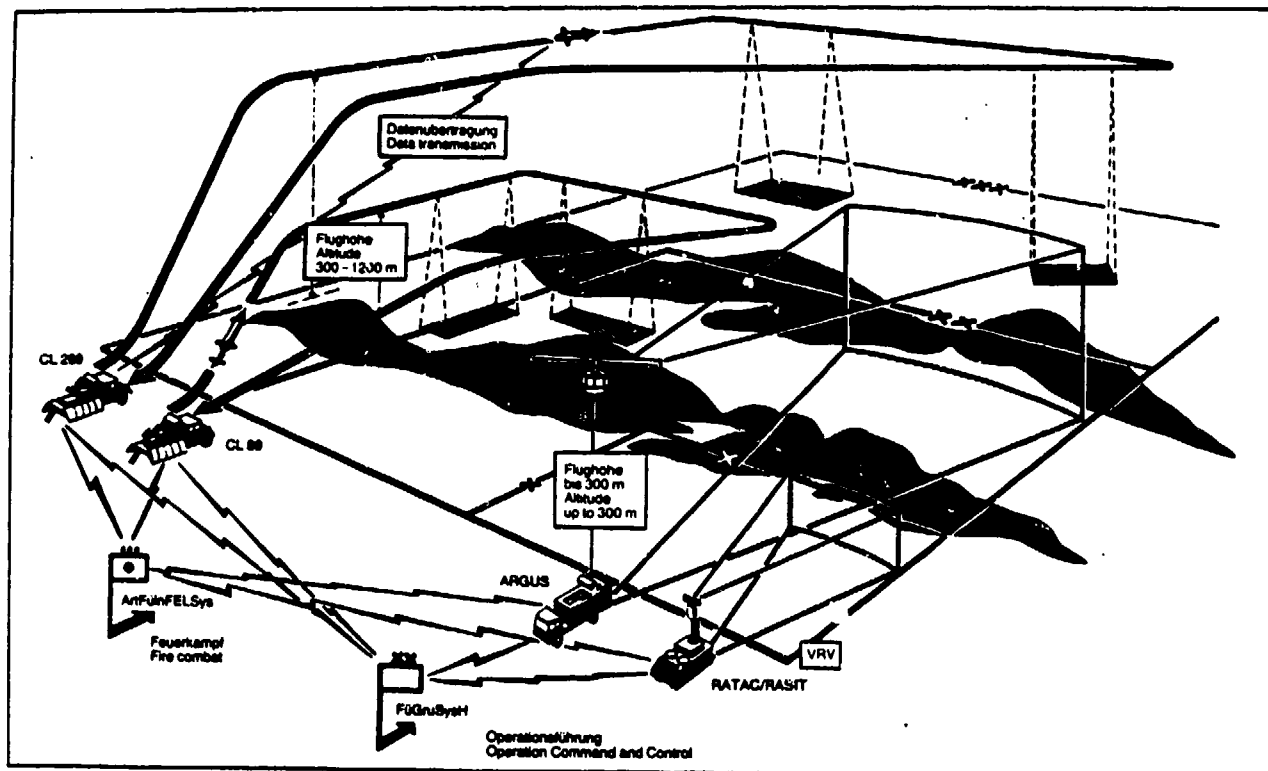 Datenübertragung
Data transmission
Flughöhe
Altitude
300 - 1200 m
CL 289
CL 89
Flughöhe
bis 300 m
Altitude
up to 300 m
ARGUS
ArtFüInFELSys
Feuerkampf
Fire combat
VRV
RATAC/RASIT
FüGruSysH
Operationsführung
Operation Command and Control